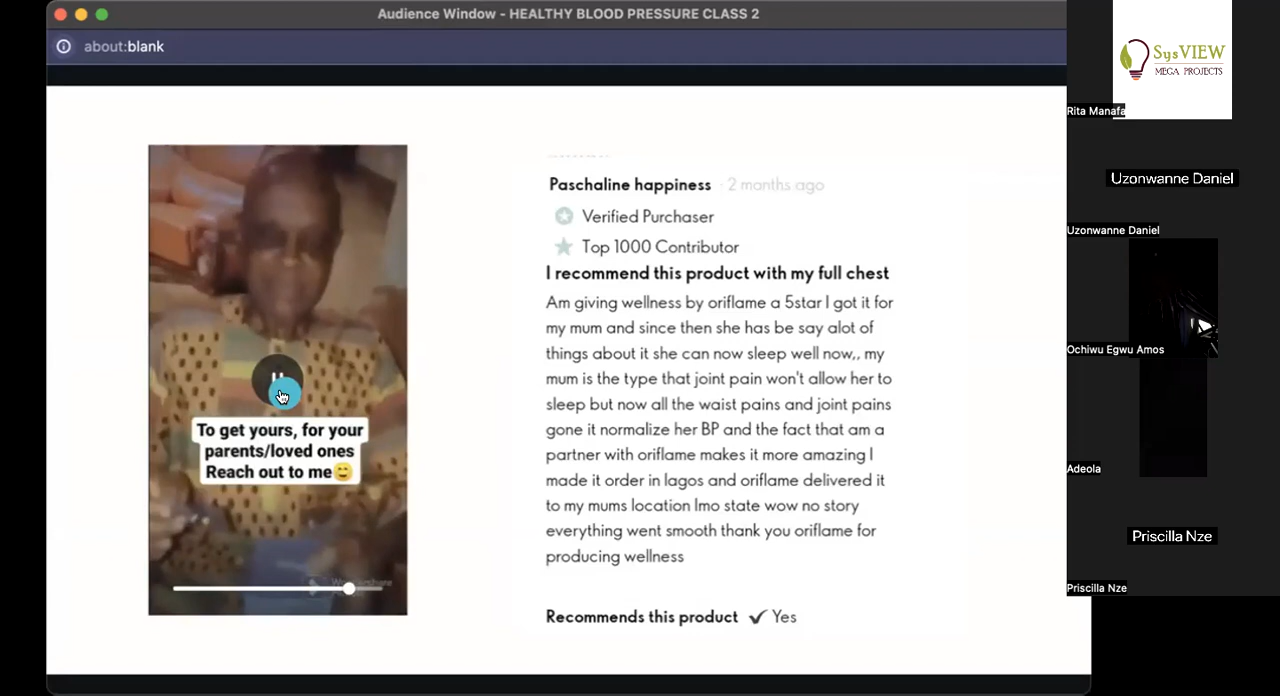 Audience Window - HEALTHY BLOOD PRESSURE CLASS 2
about:blank
To get yours, for your
parents/loved ones
Reach out to me😊
Paschaline happiness · 2 months ago
Verified Purchaser
Top 1000 Contributor
I recommend this product with my full chest
Am giving wellness by oriflame a 5star I got it for
my mum and since then she has be say alot of
things about it she can now sleep well now,, my
mum is the type that joint pain won't allow her to
sleep but now all the waist pains and joint pains
gone it normalize her BP and the fact that am a
partner with oriflame makes it more amazing I
made it order in lagos and oriflame delivered it
to my mums location Imo state wow no story
everything went smooth thank you oriflame for
producing wellness
Recommends this product ✔ Yes
SysVIEW
MEGA PROJECTS
Rita Manafa
Uzonwanne Daniel
Uzonwanne Daniel
Ochiwu Egwu Amos
Adeola
Priscilla Nze
Priscilla Nze